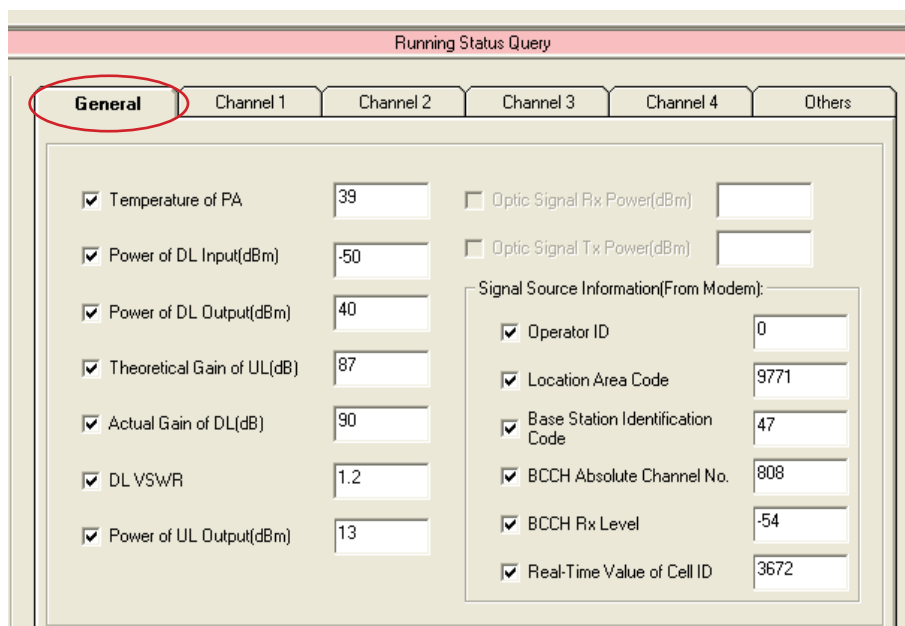 Running Status Query
General Channel 1 Channel 2 Channel 3 Channel 4 Others
Temperature of PA 39
Power of DL Input(dBm) -50
Power of DL Output(dBm) 40
Theoretical Gain of UL(dB) 87
Actual Gain of DL(dB) 90
DL VSWR 1.2
Power of UL Output(dBm) 13
Optic Signal Rx Power(dBm)
Optic Signal Tx Power(dBm)
Signal Source Information(From Modem):
Operator ID 0
Location Area Code 9771
Base Station Identification
Code 47
BCCH Absolute Channel No. 808
BCCH Rx Level -54
Real-Time Value of Cell ID 3672